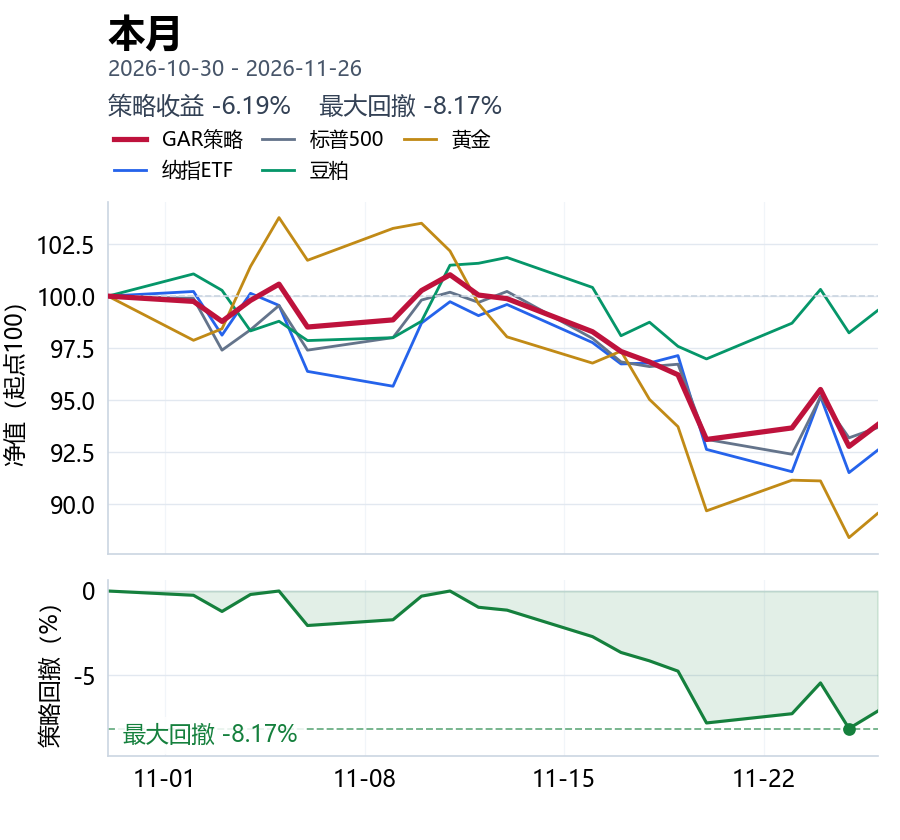 本月
2026-10-30 - 2026-11-26
策略收益 -6.19% 最大回撤 -8.17%
GAR策略 标普500 黄金
纳指ETF 豆粕
净值（起点100）
102.5
100.0
97.5
95.0
92.5
90.0
策略回撤（%）
0
-5
最大回撤 -8.17%
11-01 11-08 11-15 11-22